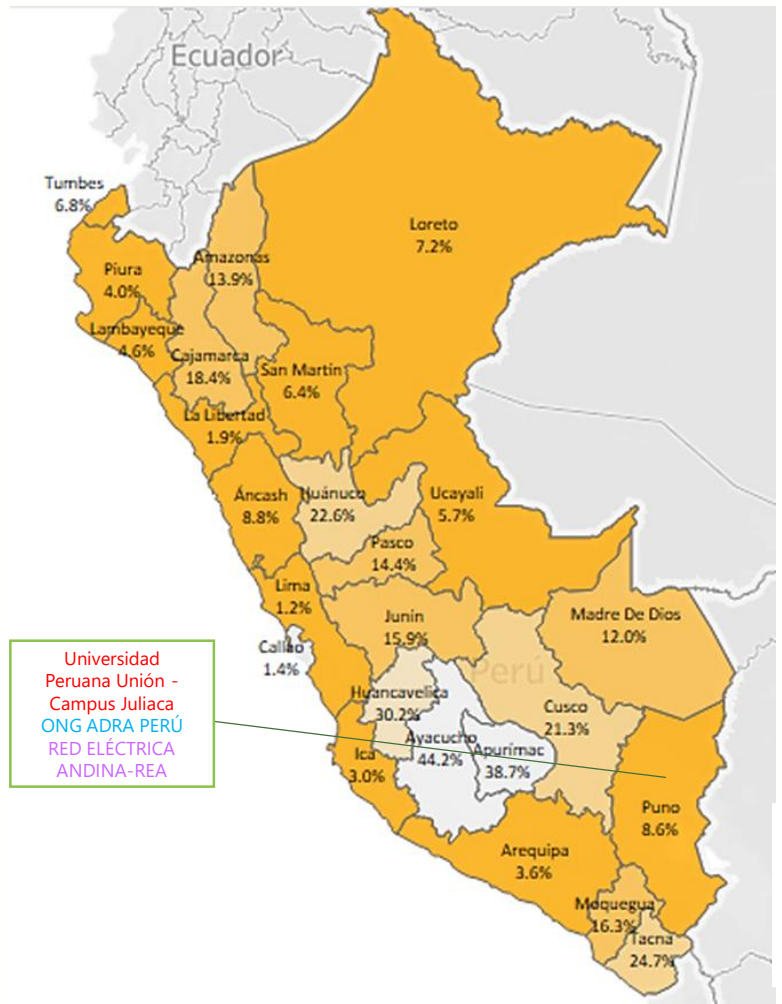 Ecuador
Tumbes
6.8%
Loreto
7.2%
Amazonas
13.9%
Piura
4.0%
Lambayeque
4.6%
Cajamarca
18.4%
San Martín
6.4%
La Libertad
1.9%
Áncash
8.8%
Huánuco
22.6%
Ucayali
5.7%
Pasco
14.4%
Lima
1.2%
Junín
15.9%
Madre De Dios
12.0%
Callao
1.4%
Perú
Universidad
Peruana Unión -
Campus Juliaca
ONG ADRA PERÚ
RED ELÉCTRICA
ANDINA-REA
Huancavelica
30.2%
Cusco
21.3%
Ayacucho
44.2%
Apurímac
38.7%
Ica
3.0%
Puno
8.6%
Arequipa
3.6%
Moquegua
16.3%
Tacna
24.7%